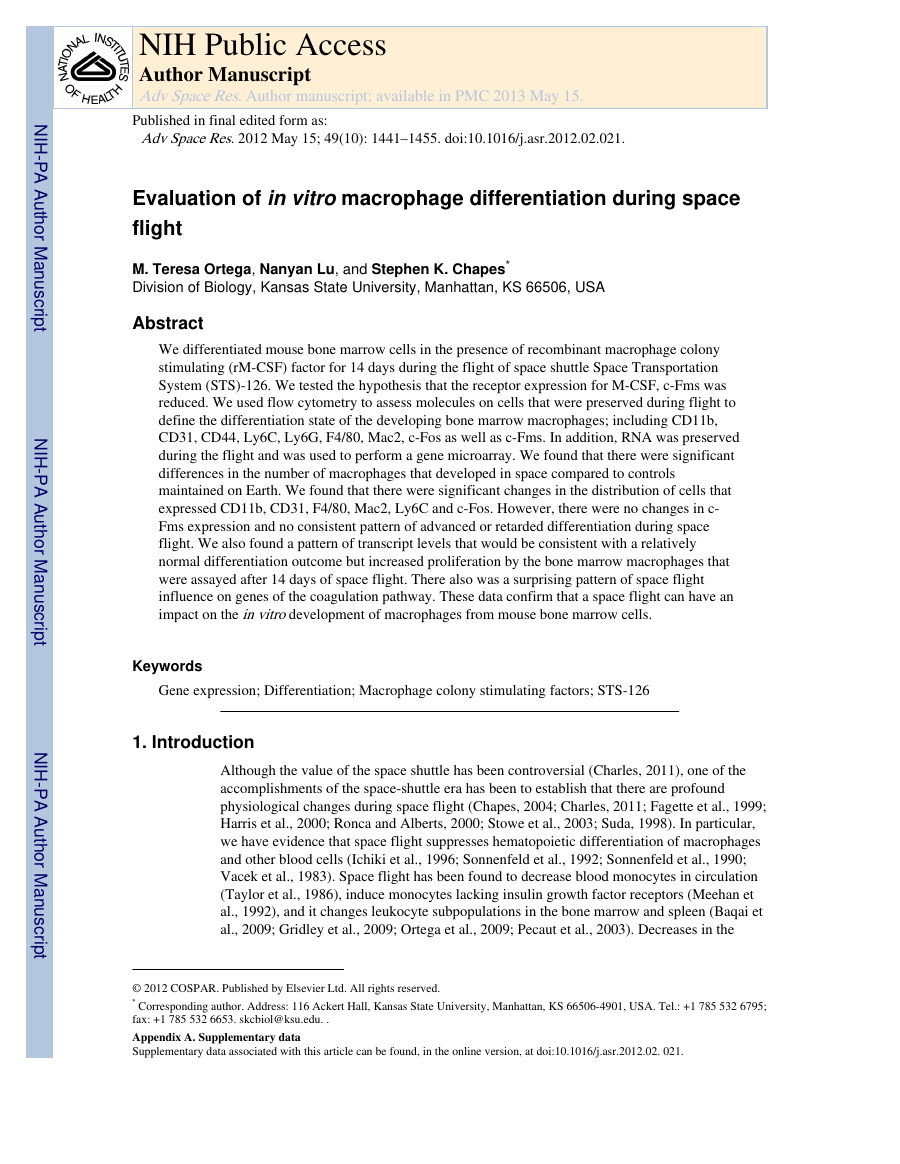 NATIONAL INSTITUTES
OF HEALTH
NIH Public Access
Author Manuscript
Adv Space Res. Author manuscript; available in PMC 2013 May 15.
NIH-PA Author Manuscript
NIH-PA Author Manuscript
NIH-PA Author Manuscript
Published in final edited form as:
Adv Space Res. 2012 May 15; 49(10): 1441–1455. doi:10.1016/j.asr.2012.02.021.
Evaluation of in vitro macrophage differentiation during space
flight
M. Teresa Ortega, Nanyan Lu, and Stephen K. Chapes*
Division of Biology, Kansas State University, Manhattan, KS 66506, USA
Abstract
We differentiated mouse bone marrow cells in the presence of recombinant macrophage colony
stimulating (rM-CSF) factor for 14 days during the flight of space shuttle Space Transportation
System (STS)-126. We tested the hypothesis that the receptor expression for M-CSF, c-Fms was
reduced. We used flow cytometry to assess molecules on cells that were preserved during flight to
define the differentiation state of the developing bone marrow macrophages; including CD11b,
CD31, CD44, Ly6C, Ly6G, F4/80, Mac2, c-Fos as well as c-Fms. In addition, RNA was preserved
during the flight and was used to perform a gene microarray. We found that there were significant
differences in the number of macrophages that developed in space compared to controls
maintained on Earth. We found that there were significant changes in the distribution of cells that
expressed CD11b, CD31, F4/80, Mac2, Ly6C and c-Fos. However, there were no changes in c-
Fms expression and no consistent pattern of advanced or retarded differentiation during space
flight. We also found a pattern of transcript levels that would be consistent with a relatively
normal differentiation outcome but increased proliferation by the bone marrow macrophages that
were assayed after 14 days of space flight. There also was a surprising pattern of space flight
influence on genes of the coagulation pathway. These data confirm that a space flight can have an
impact on the in vitro development of macrophages from mouse bone marrow cells.
Keywords
Gene expression; Differentiation; Macrophage colony stimulating factors; STS-126
1. Introduction
Although the value of the space shuttle has been controversial (Charles, 2011), one of the
accomplishments of the space-shuttle era has been to establish that there are profound
physiological changes during space flight (Chapes, 2004; Charles, 2011; Fagette et al., 1999;
Harris et al., 2000; Ronca and Alberts, 2000; Stowe et al., 2003; Suda, 1998). In particular,
we have evidence that space flight suppresses hematopoietic differentiation of macrophages
and other blood cells (Ichiki et al., 1996; Sonnenfeld et al., 1992; Sonnenfeld et al., 1990;
Vacek et al., 1983). Space flight has been found to decrease blood monocytes in circulation
(Taylor et al., 1986), induce monocytes lacking insulin growth factor receptors (Meehan et
al., 1992), and it changes leukocyte subpopulations in the bone marrow and spleen (Baqai et
al., 2009; Gridley et al., 2009; Ortega et al., 2009; Pecaut et al., 2003). Decreases in the
© 2012 COSPAR. Published by Elsevier Ltd. All rights reserved.
*Corresponding author. Address: 116 Ackert Hall, Kansas State University, Manhattan, KS 66506-4901, USA. Tel.: +1 785 532 6795;
fax: +1 785 532 6653. skcbiol@ksu.edu. .
Appendix A. Supplementary data
Supplementary data associated with this article can be found, in the online version, at doi:10.1016/j.asr.2012.02. 021.